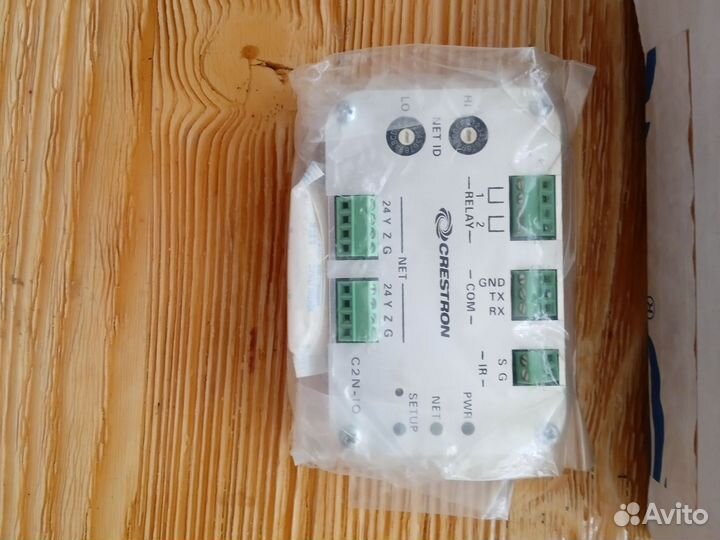 LO
HI
NET ID
1 2
RELAY
24 Y Z G
NET
24 Y Z G
CRESTRON
COM
GND
TX
RX
S G
IR
C2N-IO
SETUP
NET
PWR
Avito